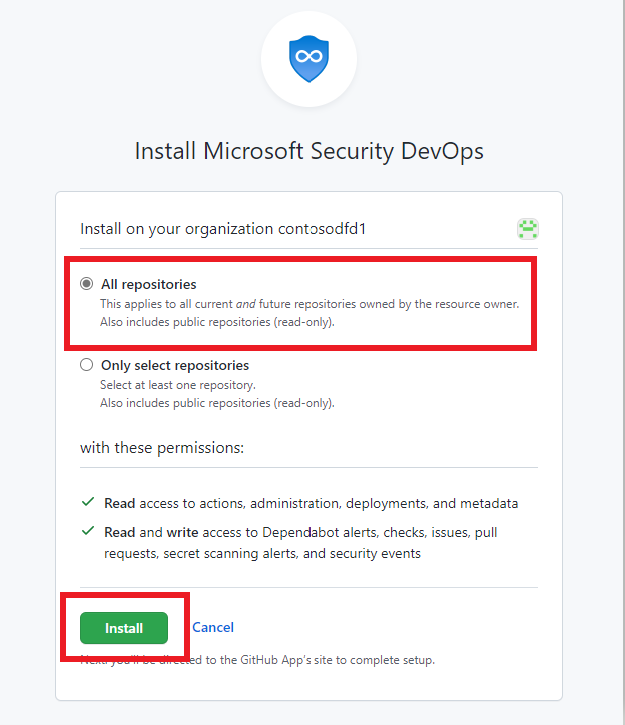 Install Microsoft Security DevOps
Install on your organization contosodfd1
All repositories
This applies to all current and future repositories owned by the resource owner.
Also includes public repositories (read-only).
Only select repositories
Select at least one repository.
Also includes public repositories (read-only).
with these permissions:
Read access to actions, administration, deployments, and metadata
Read and write access to Dependabot alerts, checks, issues, pull
requests, secret scanning alerts, and security events
Install Cancel
Next: you'll be directed to the GitHub App's site to complete setup.